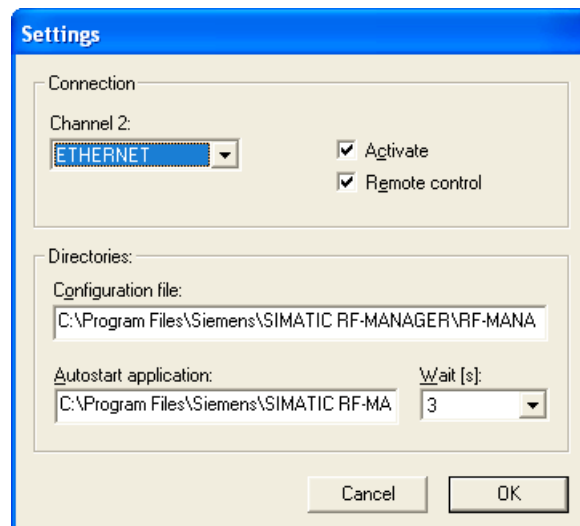 Settings
Connection
Channel 2:
ETHERNET
Activate
Remote control
Directories:
Configuration file:
C:\Program Files\Siemens\SIMATIC RF-MANAGER\RF-MANA
Autostart application:
Wait [s]:
C:\Program Files\Siemens\SIMATIC RF-MA
3
Cancel
OK